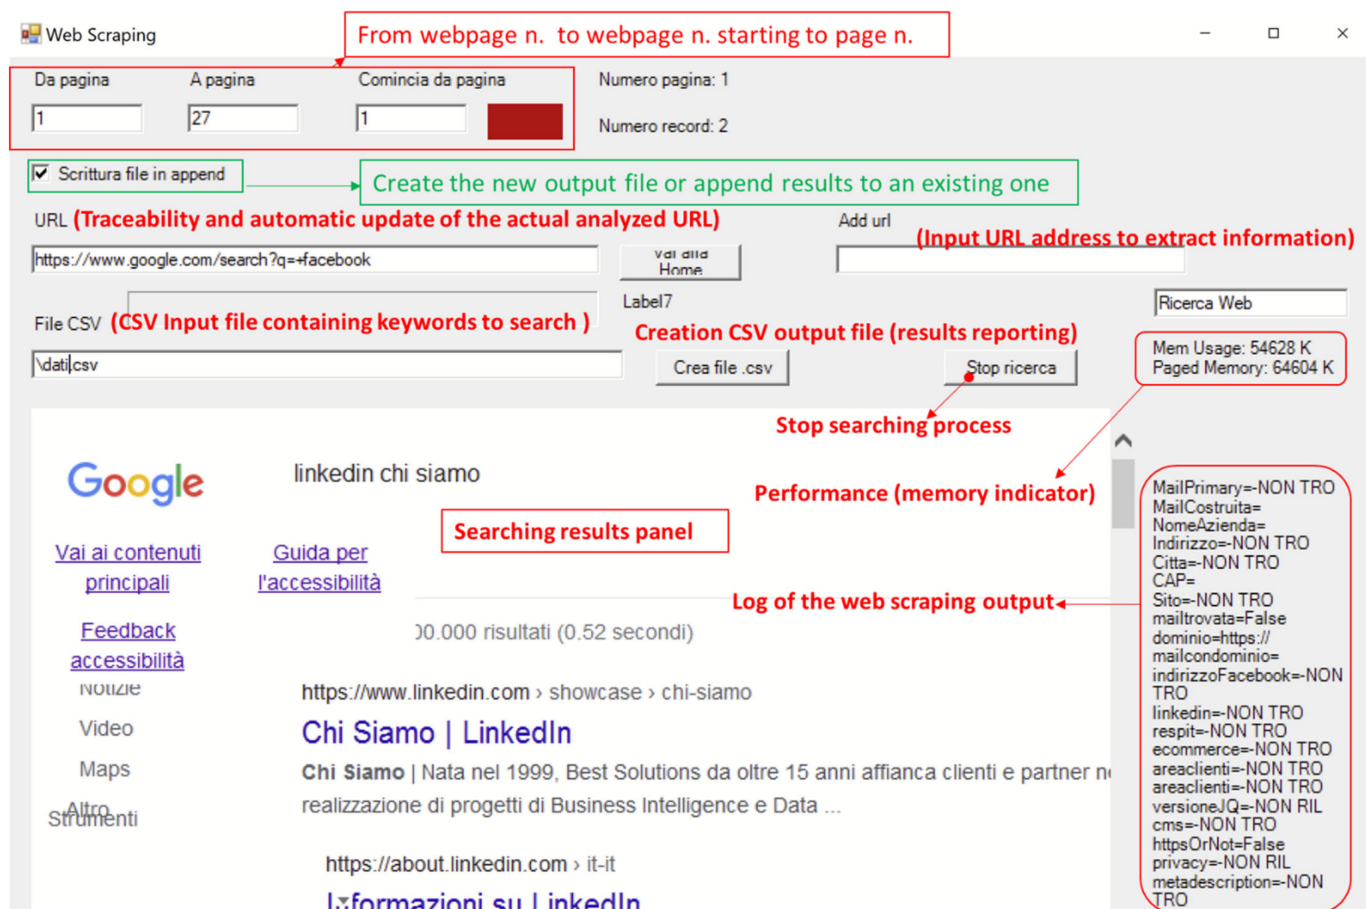 Web Scraping
From webpage n. to webpage n. starting to page n.
Da pagina
A pagina
Comincia da pagina
Numero pagina: 1
1
27
1
Numero record: 2
Scrittura file in append
Create the new output file or append results to an existing one
URL (Traceability and automatic update of the actual analyzed URL)
Add url
(Input URL address to extract information)
https://www.google.com/search?q=+facebook
Vai alla
Home
Label7
Ricerca Web
File CSV (CSV Input file containing keywords to search )
Creation CSV output file (results reporting)
Mem Usage: 54628 K
Paged Memory: 64604 K
\dati.csv
Crea file .csv
Stop ricerca
Stop searching process
Performance (memory indicator)
Google
linkedin chi siamo
Searching results panel
Vai ai contenuti
principali
Guida per
l'accessibilità
Log of the web scraping output
Feedback
accessibilità
00.000 risultati (0.52 secondi)
Notizie
Video
Maps
Altro
Strumenti
https://www.linkedin.com › showcase › chi-siamo
Chi Siamo | LinkedIn
Chi Siamo | Nata nel 1999, Best Solutions da oltre 15 anni affianca clienti e partner
realizzazione di progetti di Business Intelligence e Data ...
https://about.linkedin.com › it-it
Informazioni su LinkedIn
MailPrimary=-NON TRO
MailCostruita=
NomeAzienda=
Indirizzo=-NON TRO
Citta=-NON TRO
CAP=
Sito=-NON TRO
mailtrovata=False
dominio=https://
mailcondominio=
indirizzoFacebook=-NON
TRO
linkedin=-NON TRO
respit=-NON TRO
ecommerce=-NON TRO
areaclienti=-NON TRO
areaclienti=-NON TRO
versioneJQ=-NON RIL
cms=-NON TRO
httpsOrNot=False
privacy=-NON RIL
metadescription=-NON
TRO